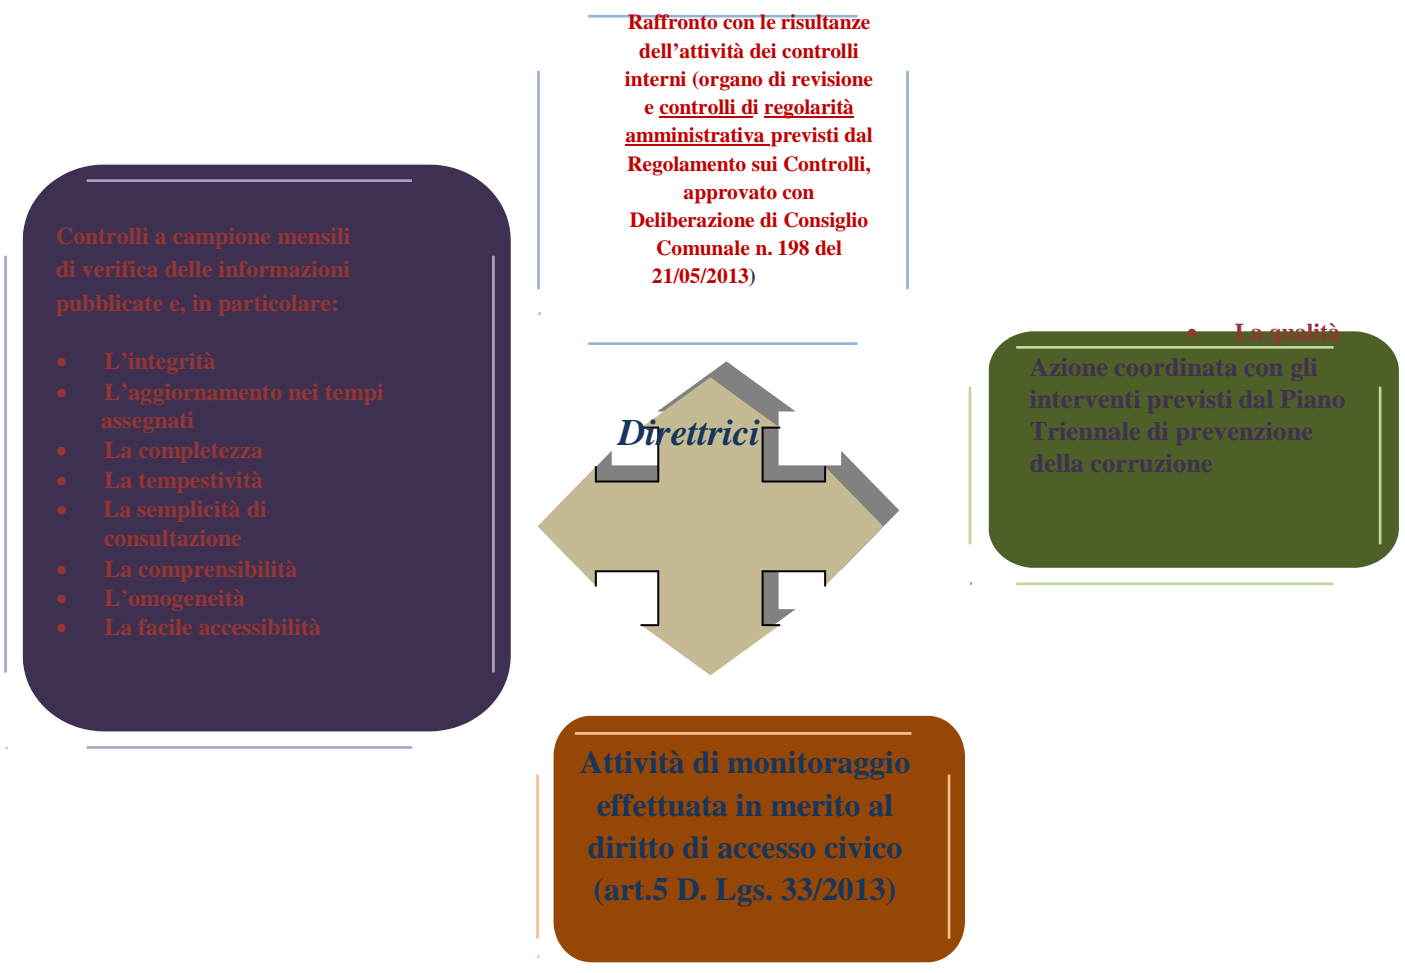 Raffronto con le risultanze
dell’attività dei controlli
interni (organo di revisione
e controlli di regolarità
amministrativa previsti dal
Regolamento sui Controlli,
approvato con
Deliberazione di Consiglio
Comunale n. 198 del
21/05/2013)
Controlli a campione mensili
di verifica delle informazioni
pubblicate e, in particolare:
• L’integrità
• L’aggiornamento nei tempi
assegnati
• La completezza
• La tempestività
• La semplicità di
consultazione
• La comprensibilità
• L’omogeneità
• La facile accessibilità
Direttrici
• La qualità
Azione coordinata con gli
interventi previsti dal Piano
Triennale di prevenzione
della corruzione
Attività di monitoraggio
effettuata in merito al
diritto di accesso civico
(art.5 D. Lgs. 33/2013)